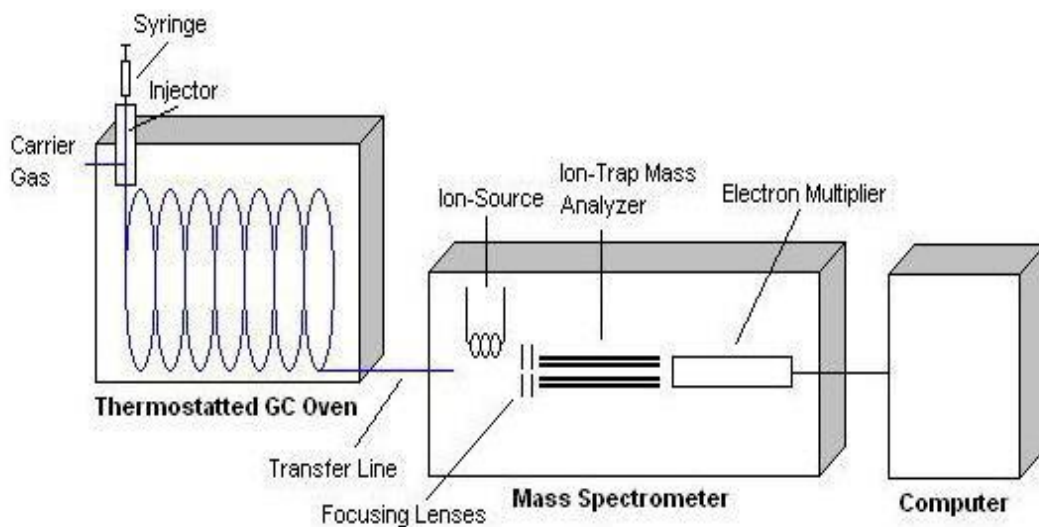 Syringe
Injector
Carrier
Gas
Ion-Source
Ion-Trap Mass
Analyzer
Electron Multiplier
Thermostatted GC Oven
Transfer Line
Focusing Lenses
Mass Spectrometer
Computer